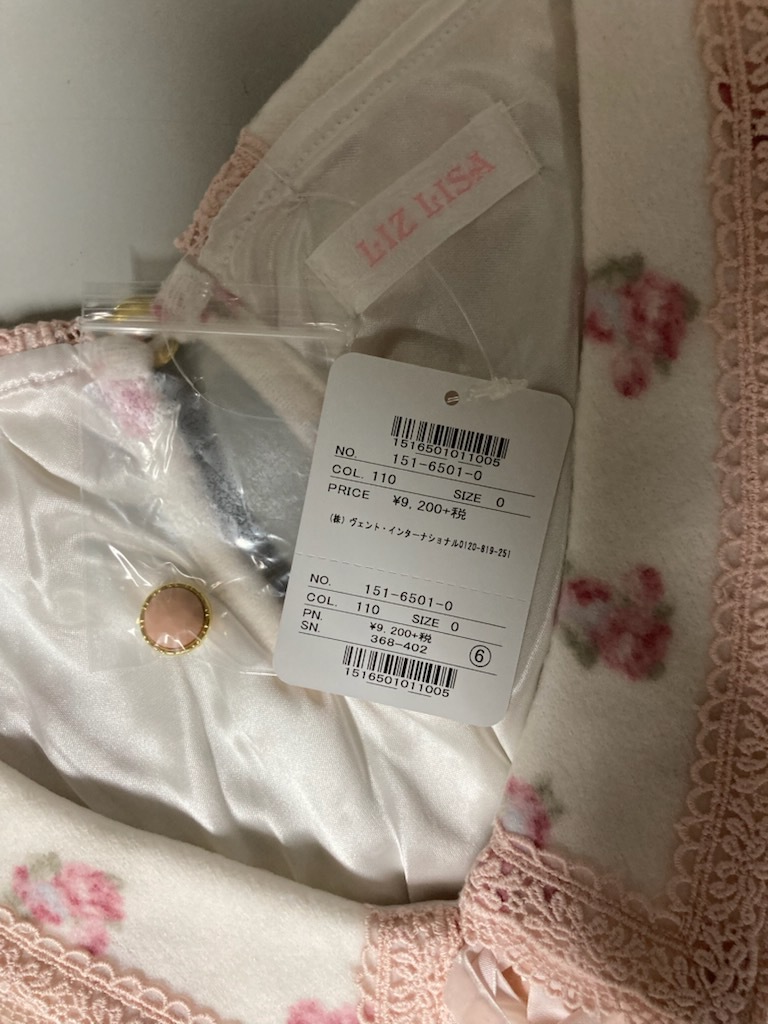 LIZ LISA
1516501011005
NO. 151-6501-0
COL. 110 SIZE 0
PRICE ¥9,200+税
(株)ヴェント・インターナショナル0120-819-251
NO. 151-6501-0
COL. 110 SIZE 0
PN. ¥9,200+税
SN. 368-402 ⑥
1516501011005